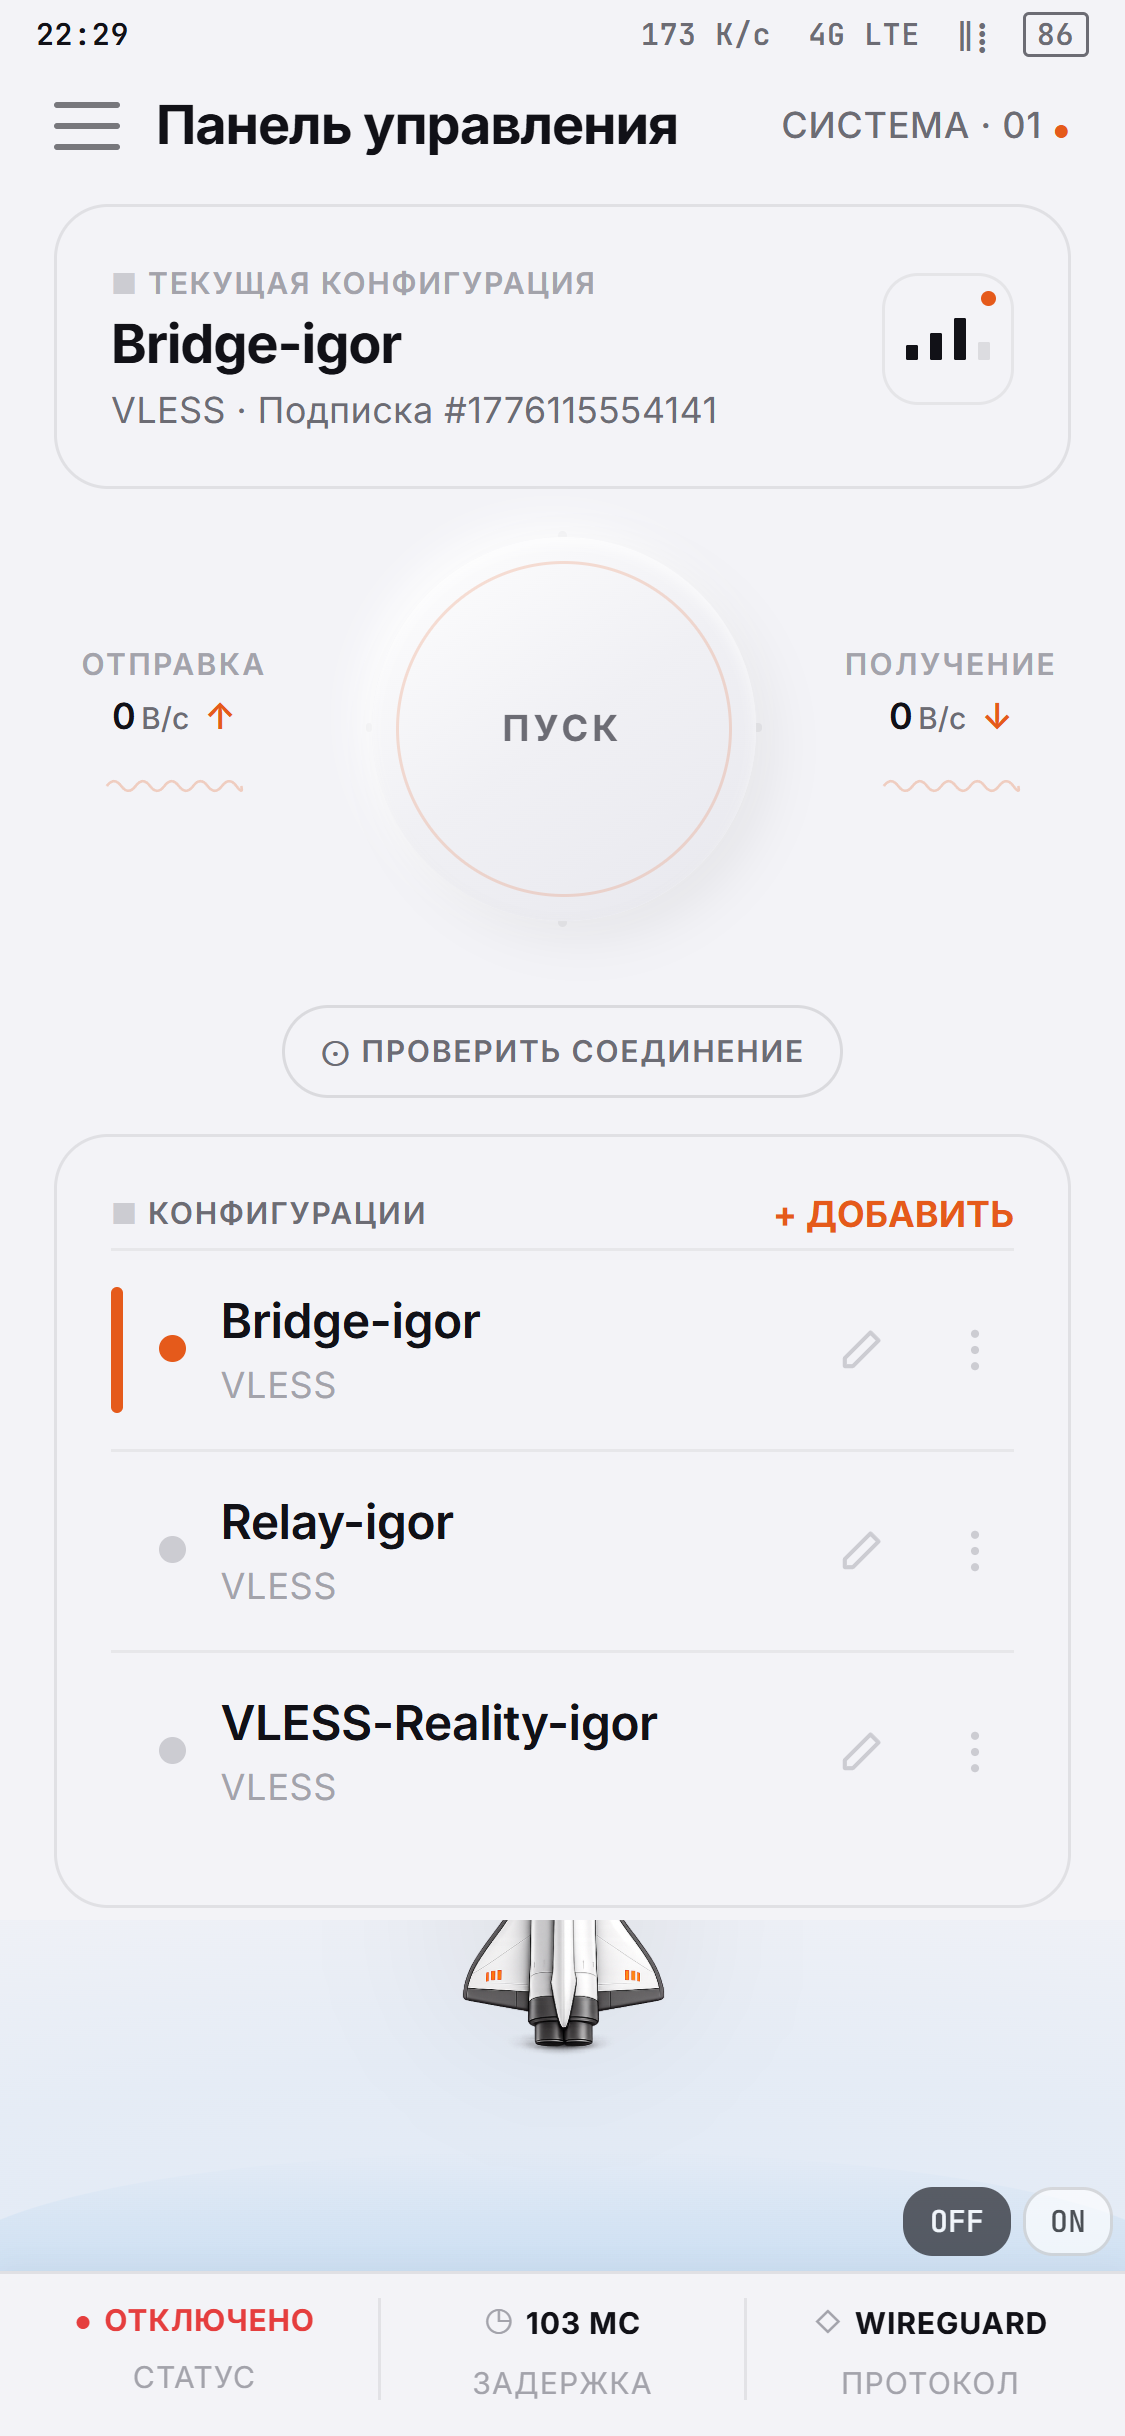 22:29 173 K/c 4G LTE 86
Панель управления СИСТЕМА · 01
ТЕКУЩАЯ КОНФИГУРАЦИЯ
Bridge-igor
VLESS · Подписка #1776115554141
ОТПРАВКА
0 B/c ↑
ПУСК
ПОЛУЧЕНИЕ
0 B/c ↓
ПРОВЕРИТЬ СОЕДИНЕНИЕ
КОНФИГУРАЦИИ + ДОБАВИТЬ
Bridge-igor
VLESS
Relay-igor
VLESS
VLESS-Reality-igor
VLESS
OFF ON
ОТКЛЮЧЕНО
СТАТУС
103 МС
ЗАДЕРЖКА
WIREGUARD
ПРОТОКОЛ